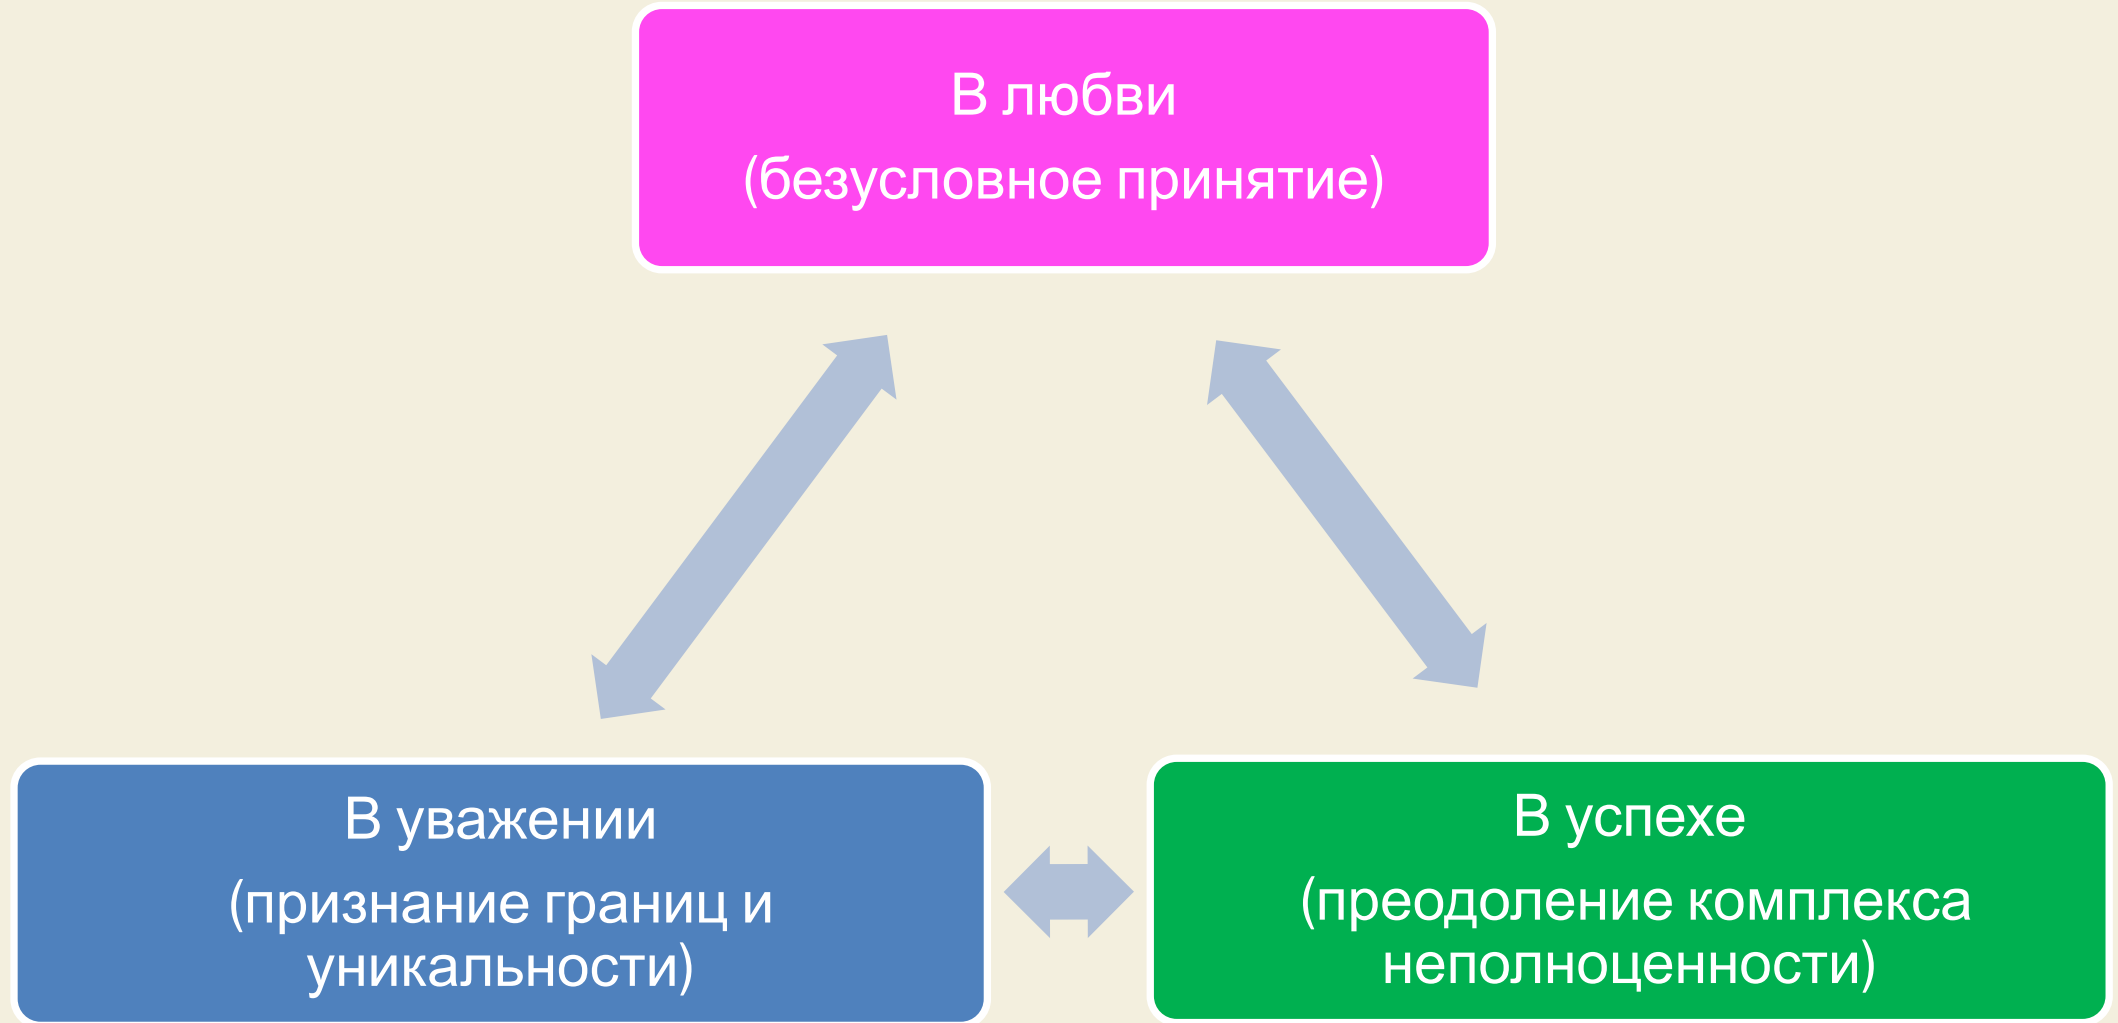 В любви
(безусловное принятие)
В уважении
(признание границ и
уникальности)
В успехе
(преодоление комплекса
неполноценности)